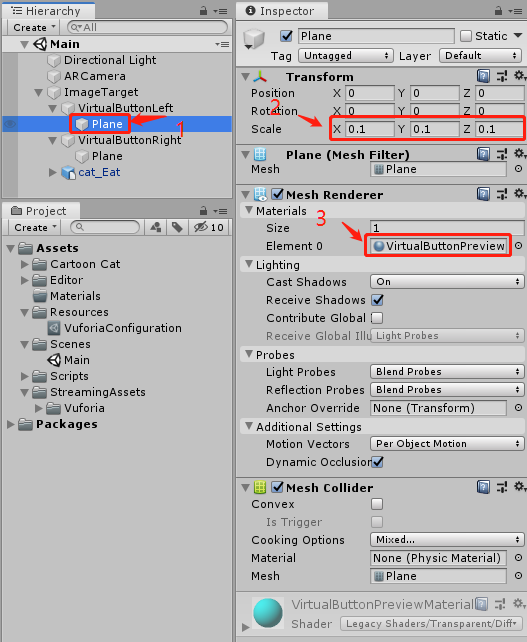 Hierarchy
Create
All
Main
Directional Light
ARCamera
ImageTarget
VirtualButtonLeft
Plane
1
VirtualButtonRight
Plane
cat_Eat
Project
Create
10
Assets
Cartoon Cat
Editor
Materials
Resources
VuforiaConfiguration
Scenes
Main
Scripts
StreamingAssets
Vuforia
Packages
Inspector
Plane
Static
Tag Untagged Layer Default
Transform
Position X 0 Y 0 Z 0
Rotation X 0 Y 0 Z 0
2
Scale X 0.1 Y 0.1 Z 0.1
Plane (Mesh Filter)
Mesh Plane
Mesh Renderer
Materials
3
Size 1
Element 0 VirtualButtonPreview
Lighting
Cast Shadows On
Receive Shadows
Contribute Global
Receive Global Illu Light Probes
Probes
Light Probes Blend Probes
Reflection Probes Blend Probes
Anchor Override None (Transform)
Additional Settings
Motion Vectors Per Object Motion
Dynamic Occlusion
Mesh Collider
Convex
Is Trigger
Cooking Options Mixed...
Material None (Physic Material)
Mesh Plane
VirtualButtonPreviewMaterial
Shader Legacy Shaders/Transparent/Diff